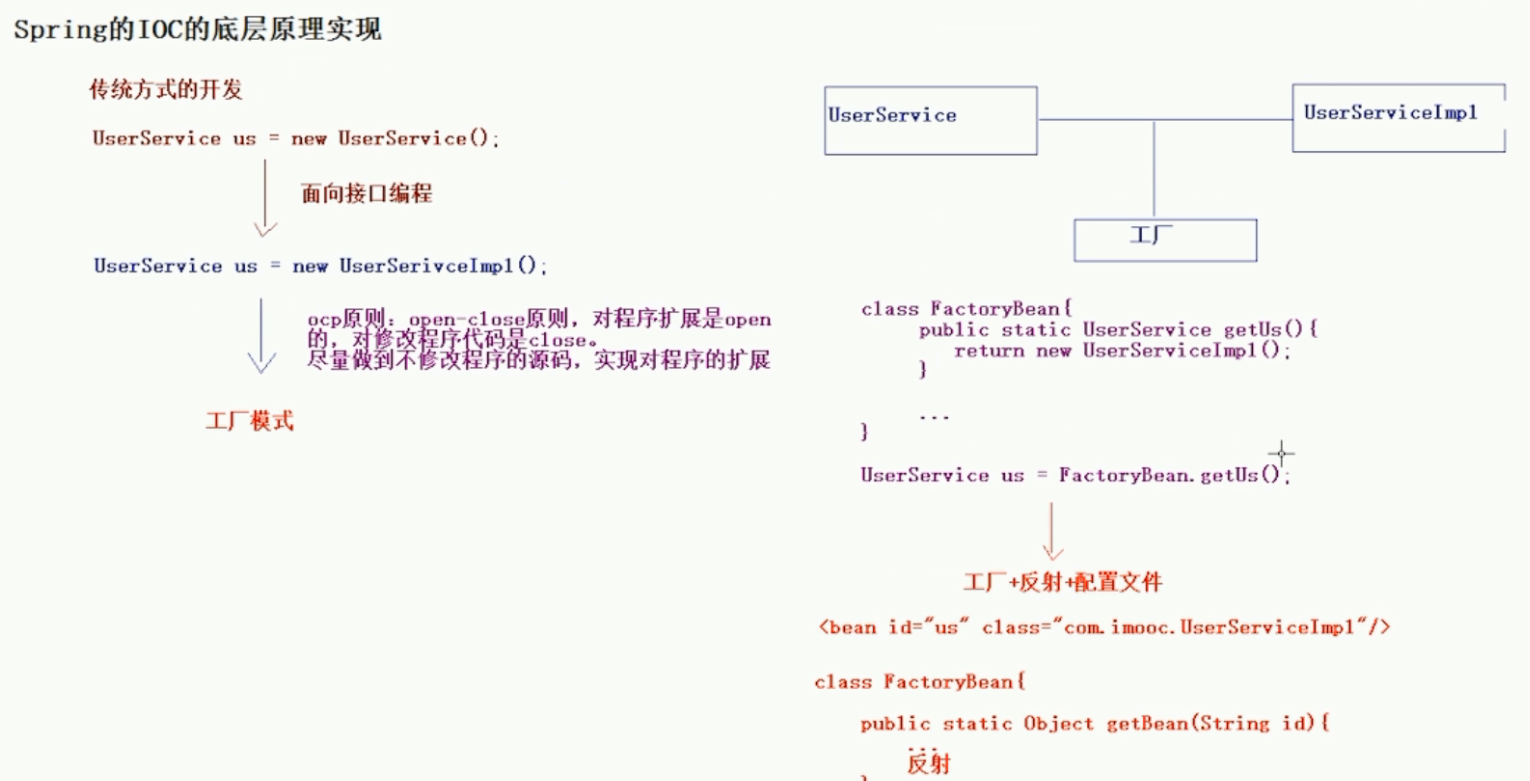 Spring的IOC的底层原理实现
传统方式的开发
UserService us = new UserService();
面向接口编程
UserService us = new UserSerivceImpl();
ocp原则：open-close原则，对程序扩展是open
的，对修改程序代码是close。
尽量做到不修改程序的源码，实现对程序的扩展
工厂模式
UserService
UserServiceImpl
工厂
class FactoryBean{
public static UserService getUs(){
return new UserServiceImpl();
}
...
}
UserService us = FactoryBean.getUs();
工厂+反射+配置文件
<bean id="us" class="com.imooc.UserServiceImpl"/>
class FactoryBean{
public static Object getBean(String id){
...
反射
}